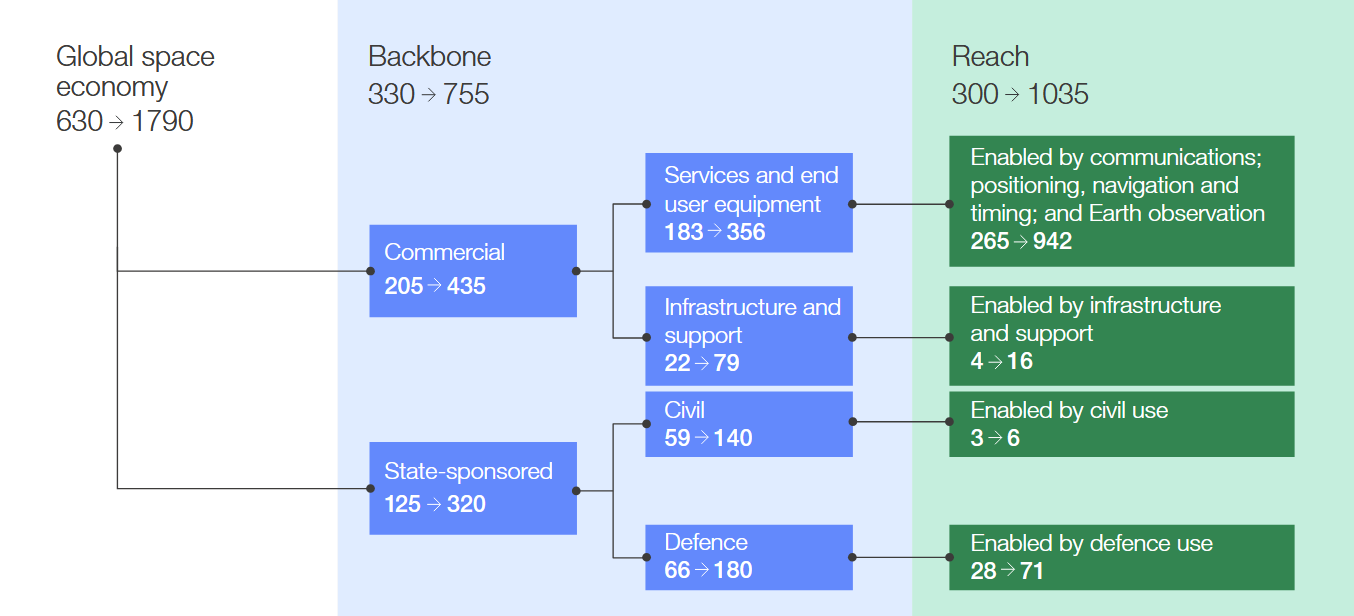 Global space
economy
630 → 1790
Backbone
330 → 755
Reach
300 → 1035
Commercial
205 → 435
Services and end
user equipment
183 → 356
Enabled by communications;
positioning, navigation and
timing; and Earth observation
265 → 942
Infrastructure and
support
22 → 79
Enabled by infrastructure
and support
4 → 16
State-sponsored
125 → 320
Civil
59 → 140
Enabled by civil use
3 → 6
Defence
66 → 180
Enabled by defence use
28 → 71